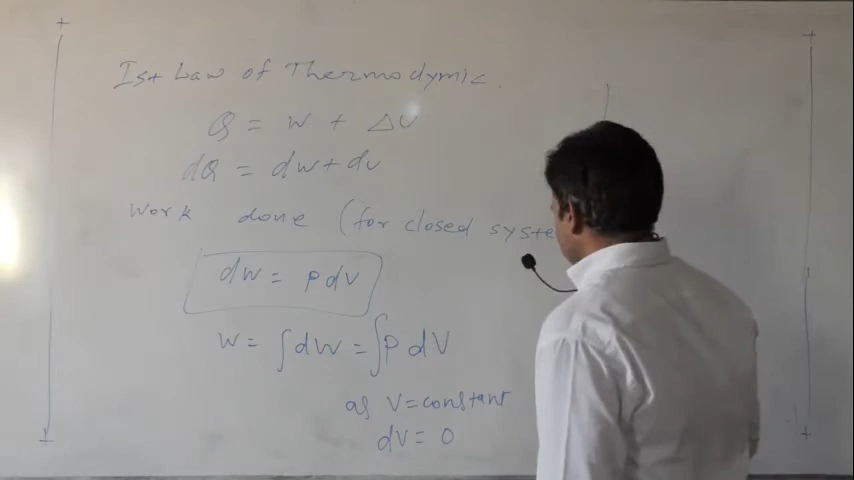 Ist Law of Thermodymic.
Q = W + ΔU
dQ = dw + du
Work done (for closed syste
dw = PdV
W = ∫dW = ∫P dV
as V = constant
dV = 0